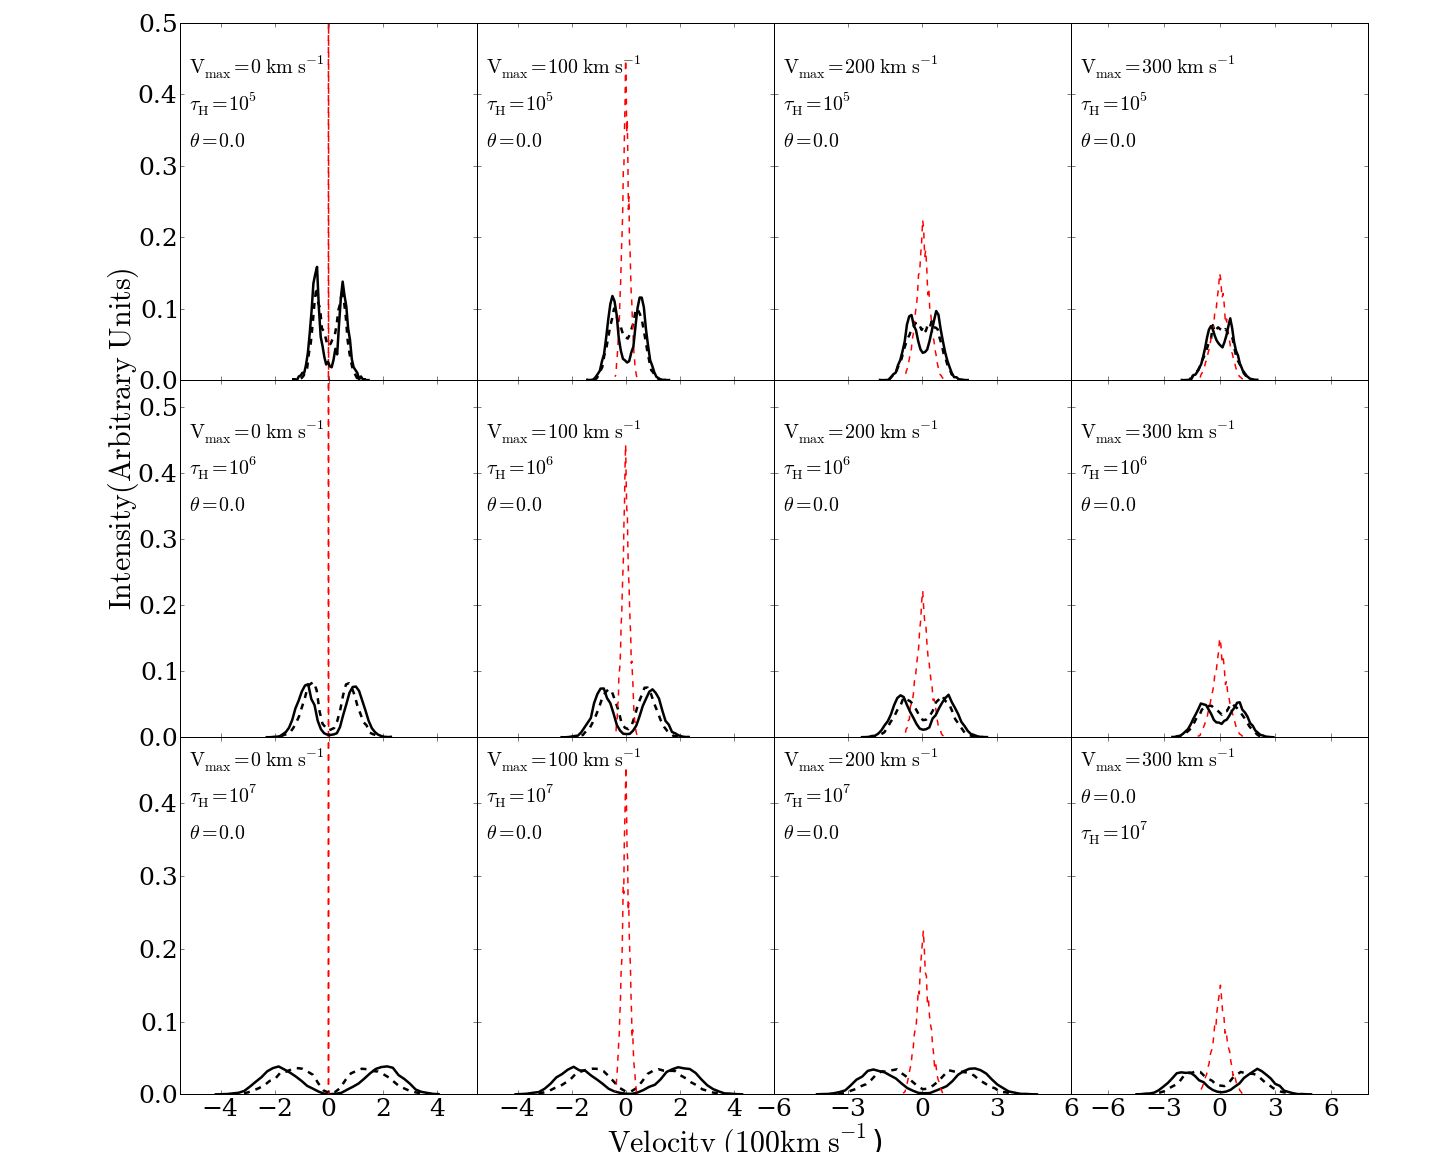 0.5
0.4
0.3
0.2
0.1
0.0
V_max=0 km s^−1
τ_H=10^5
θ=0.0
V_max=100 km s^−1
τ_H=10^5
θ=0.0
V_max=200 km s^−1
τ_H=10^5
θ=0.0
V_max=300 km s^−1
τ_H=10^5
θ=0.0
Intensity(Arbitrary Units)
0.5
0.4
0.3
0.2
0.1
0.0
V_max=0 km s^−1
τ_H=10^6
θ=0.0
V_max=100 km s^−1
τ_H=10^6
θ=0.0
V_max=200 km s^−1
τ_H=10^6
θ=0.0
V_max=300 km s^−1
τ_H=10^6
θ=0.0
0.4
0.3
0.2
0.1
0.0
V_max=0 km s^−1
τ_H=10^7
θ=0.0
V_max=100 km s^−1
τ_H=10^7
θ=0.0
V_max=200 km s^−1
τ_H=10^7
θ=0.0
V_max=300 km s^−1
θ=0.0
τ_H=10^7
−4 −2 0 2 4 −4 −2 0 2 4 −6 −3 0 3 6 −6 −3 0 3 6
Velocity (100km s^−1)